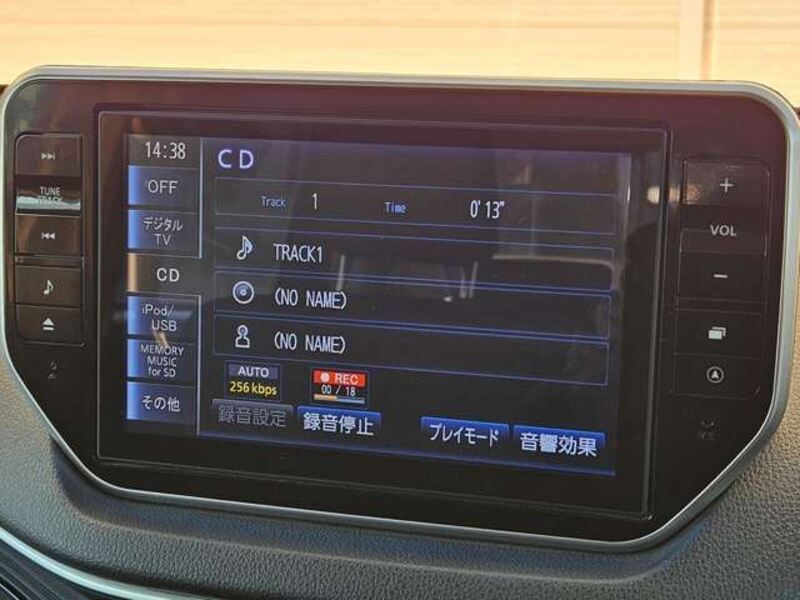 TUNE
TRACK
14:38
OFF
デジタル
TV
CD
iPod/
USB
MEMORY
MUSIC
for SD
その他
CD
Track 1 Time 0'13"
TRACK1
(NO NAME)
(NO NAME)
AUTO
256 kbps
REC
00 / 18
録音設定
録音停止
プレイモード
音響効果
+
VOL
-